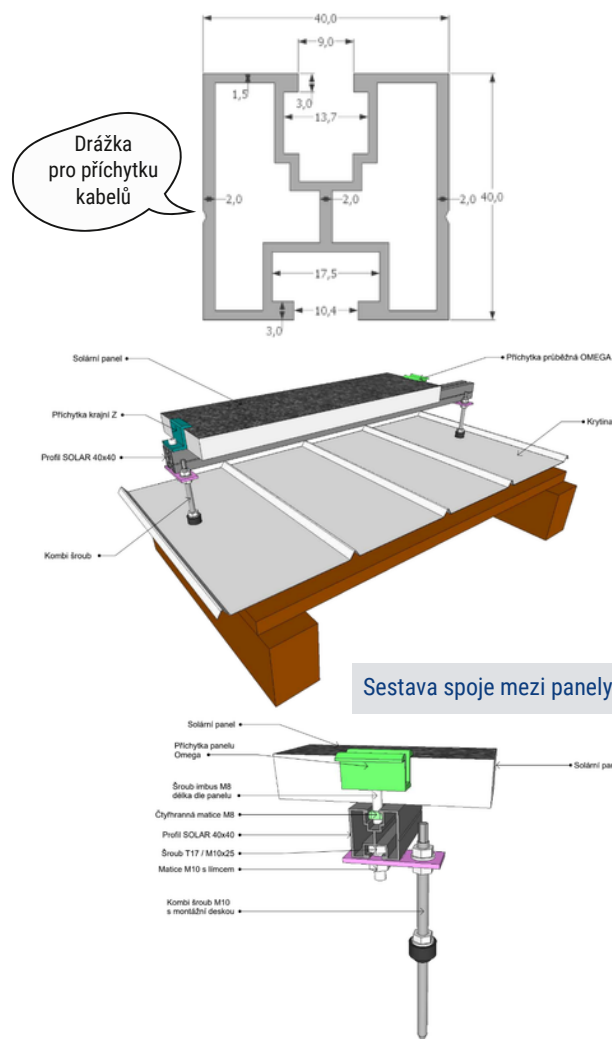 40,0
9,0
1,5
3,0
13,7
Drážka
pro příchytku
kabelů
2,0
2,0
2,0
40,0
17,5
10,4
3,0
Solární panel
Příchytka průběžná OMEGA
Příchytka krajní Z
Krytina
Profil SOLAR 40x40
Kombi šroub
Sestava spoje mezi panely
Solární panel
Příchytka panelu
Omega
Solární pa
Šroub imbus M8
délka dle panelu
Čtyřhranná matice M8
Profil SOLAR 40x40
Šroub T17 / M10x25
Matice M10 s límcem
Kombi šroub M10
s montážní deskou